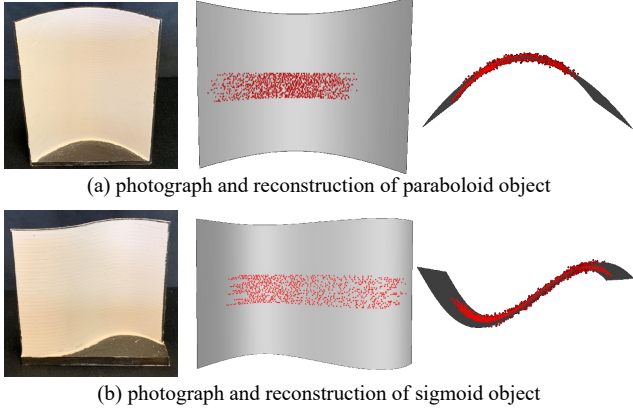 (a) photograph and reconstruction of paraboloid object
(b) photograph and reconstruction of sigmoid object